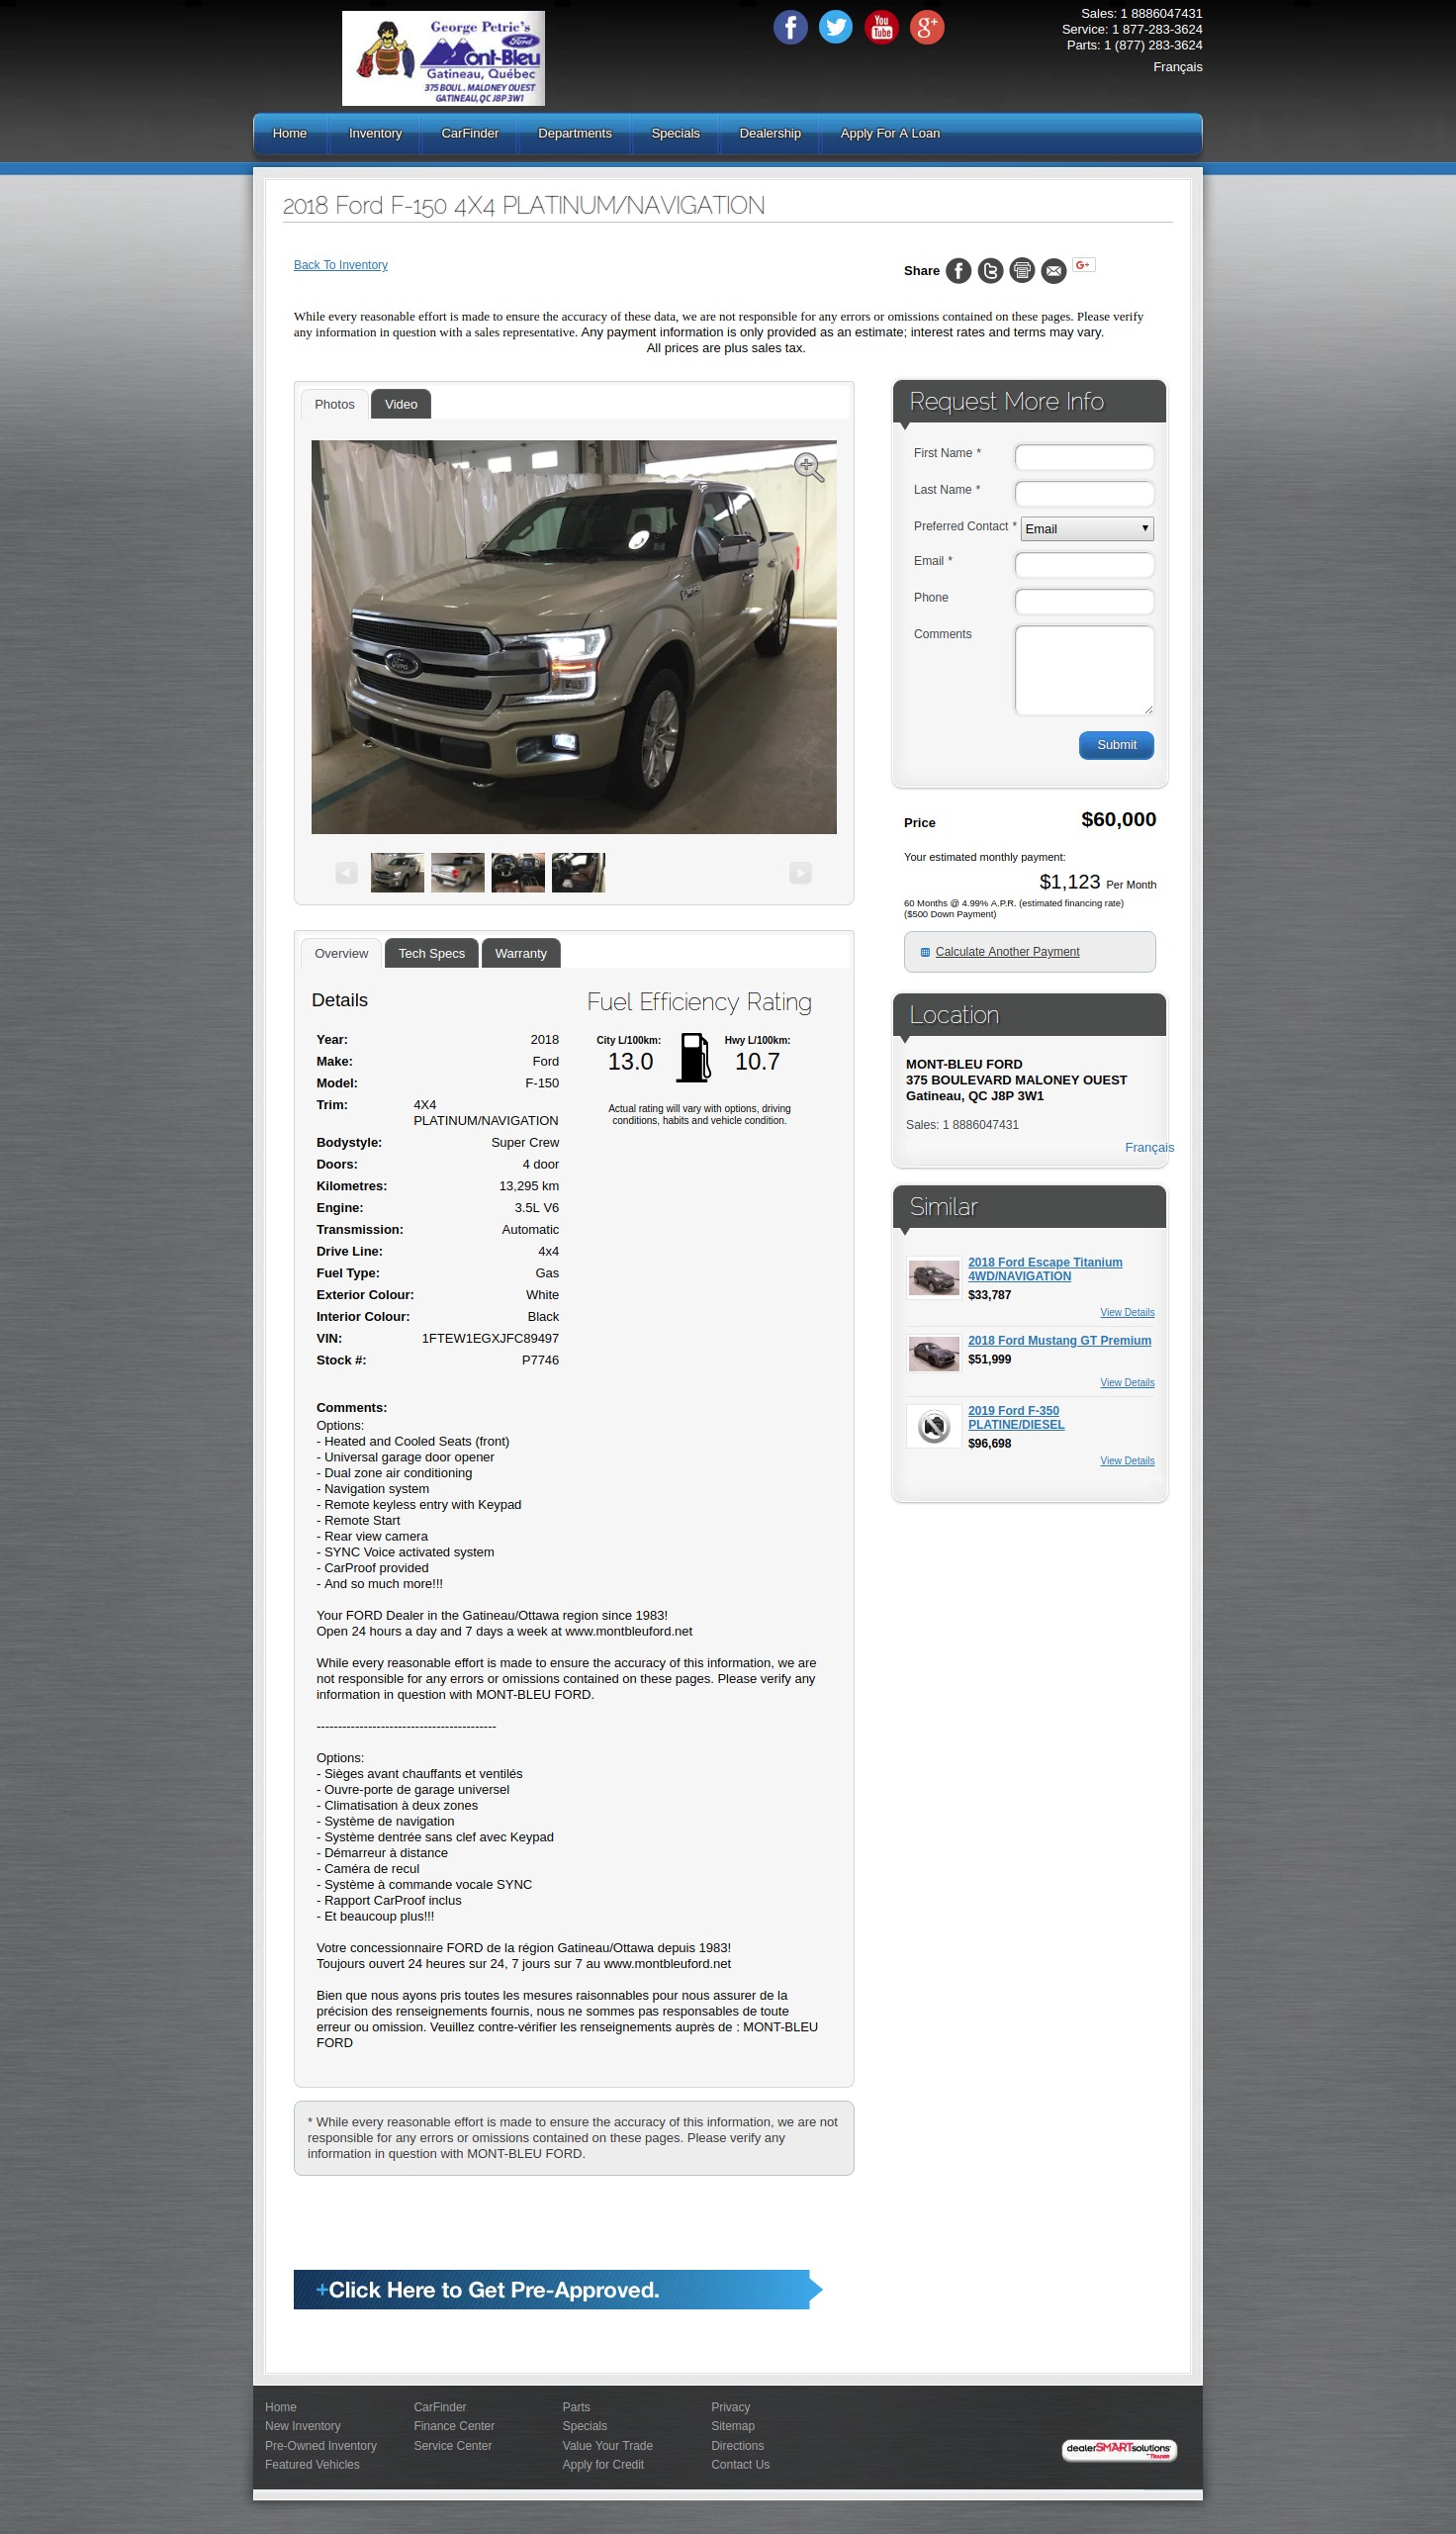 George Petric's
Ford
Mont-Bleu
Gatineau, Québec
375 BOUL. MALONEY OUEST
GATINEAU, QC J8P 3W1
You
Tube
Sales: 1 8886047431
Service: 1 877-283-3624
Parts: 1 (877) 283-3624
Français
Home Inventory CarFinder Departments Specials Dealership Apply For A Loan
2018 Ford F-150 4X4 PLATINUM/NAVIGATION
Back To Inventory
Share
G+
While every reasonable effort is made to ensure the accuracy of these data, we are not responsible for any errors or omissions contained on these pages. Please verify
any information in question with a sales representative. Any payment information is only provided as an estimate; interest rates and terms may vary.
All prices are plus sales tax.
Photos Video
Ford
Request More Info
First Name *
Last Name *
Preferred Contact * Email
Email *
Phone
Comments
Submit
Price $60,000
Your estimated monthly payment:
$1,123 Per Month
60 Months @ 4.99% A.P.R. (estimated financing rate)
($500 Down Payment)
Calculate Another Payment
Overview Tech Specs Warranty
Details
Year: 2018
Make: Ford
Model: F-150
Trim: 4X4
PLATINUM/NAVIGATION
Bodystyle: Super Crew
Doors: 4 door
Kilometres: 13,295 km
Engine: 3.5L V6
Transmission: Automatic
Drive Line: 4x4
Fuel Type: Gas
Exterior Colour: White
Interior Colour: Black
VIN: 1FTEW1EGXJFC89497
Stock #: P7746
Fuel Efficiency Rating
City L/100km: Hwy L/100km:
13.0 10.7
Actual rating will vary with options, driving
conditions, habits and vehicle condition.
Comments:
Options:
- Heated and Cooled Seats (front)
- Universal garage door opener
- Dual zone air conditioning
- Navigation system
- Remote keyless entry with Keypad
- Remote Start
- Rear view camera
- SYNC Voice activated system
- CarProof provided
- And so much more!!!
Your FORD Dealer in the Gatineau/Ottawa region since 1983!
Open 24 hours a day and 7 days a week at www.montbleuford.net
While every reasonable effort is made to ensure the accuracy of this information, we are
not responsible for any errors or omissions contained on these pages. Please verify any
information in question with MONT-BLEU FORD.
------------------------------------------
Options:
- Sièges avant chauffants et ventilés
- Ouvre-porte de garage universel
- Climatisation à deux zones
- Système de navigation
- Système dentrée sans clef avec Keypad
- Démarreur à distance
- Caméra de recul
- Système à commande vocale SYNC
- Rapport CarProof inclus
- Et beaucoup plus!!!
Votre concessionnaire FORD de la région Gatineau/Ottawa depuis 1983!
Toujours ouvert 24 heures sur 24, 7 jours sur 7 au www.montbleuford.net
Bien que nous ayons pris toutes les mesures raisonnables pour nous assurer de la
précision des renseignements fournis, nous ne sommes pas responsables de toute
erreur ou omission. Veuillez contre-vérifier les renseignements auprès de : MONT-BLEU
FORD
Location
MONT-BLEU FORD
375 BOULEVARD MALONEY OUEST
Gatineau, QC J8P 3W1
Sales: 1 8886047431
Français
Similar
2018 Ford Escape Titanium
4WD/NAVIGATION
$33,787
View Details
2018 Ford Mustang GT Premium
$51,999
View Details
2019 Ford F-350
PLATINE/DIESEL
$96,698
View Details
* While every reasonable effort is made to ensure the accuracy of this information, we are not
responsible for any errors or omissions contained on these pages. Please verify any
information in question with MONT-BLEU FORD.
+Click Here to Get Pre-Approved.
Home CarFinder Parts Privacy
New Inventory Finance Center Specials Sitemap
Pre-Owned Inventory Service Center Value Your Trade Directions
Featured Vehicles Apply for Credit Contact Us
dealerSMARTsolutions
TRADER